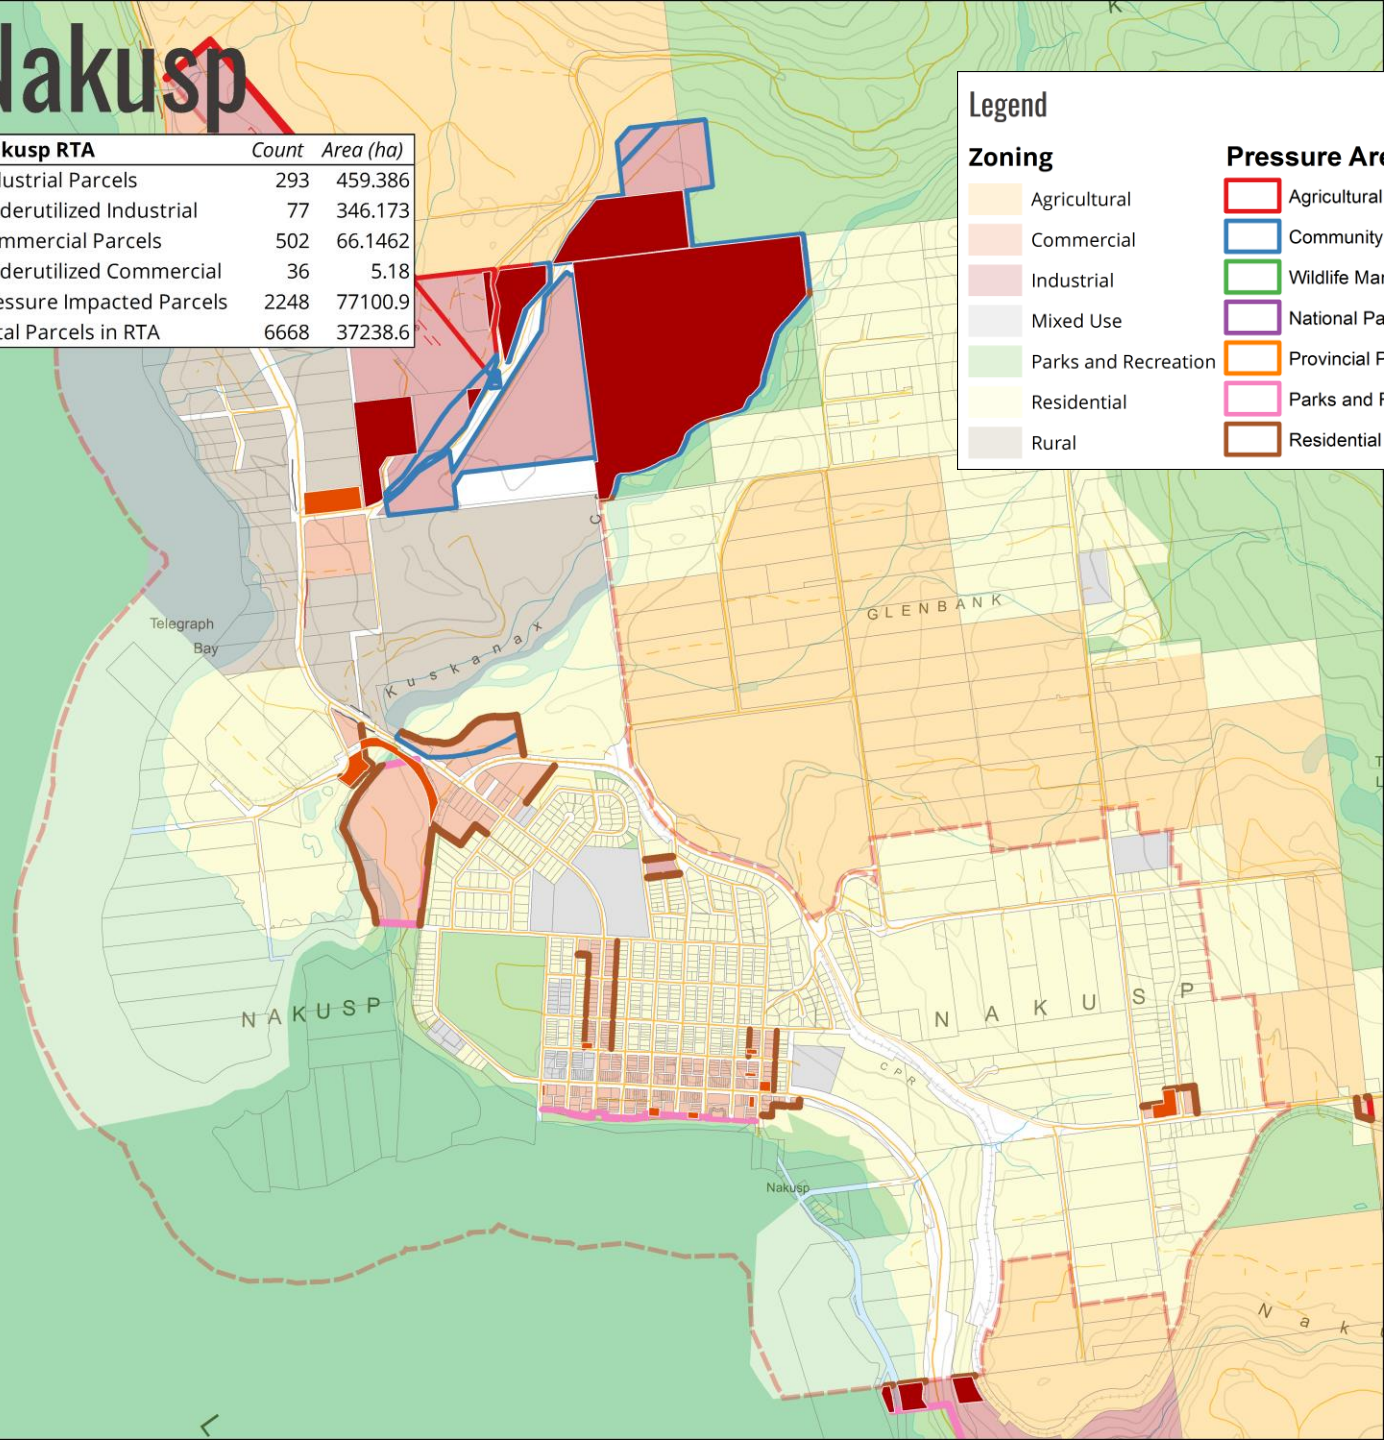 Nakusp
kusp RTA Count Area (ha)
dustrial Parcels 293 459.386
derutilized Industrial 77 346.173
mmercial Parcels 502 66.1462
derutilized Commercial 36 5.18
essure Impacted Parcels 2248 77100.9
tal Parcels in RTA 6668 37238.6
K
Legend
Zoning
Agricultural
Commercial
Industrial
Mixed Use
Parks and Recreation
Residential
Rural
Pressure Are
Agricultural
Community
Wildlife Ma
National Pa
Provincial P
Parks and
Residential
C
GLENBANK
Telegraph
Bay
Kuskanax
T
L
NAKUSP
NAKUSP
CPR
Nakusp
Nak
L